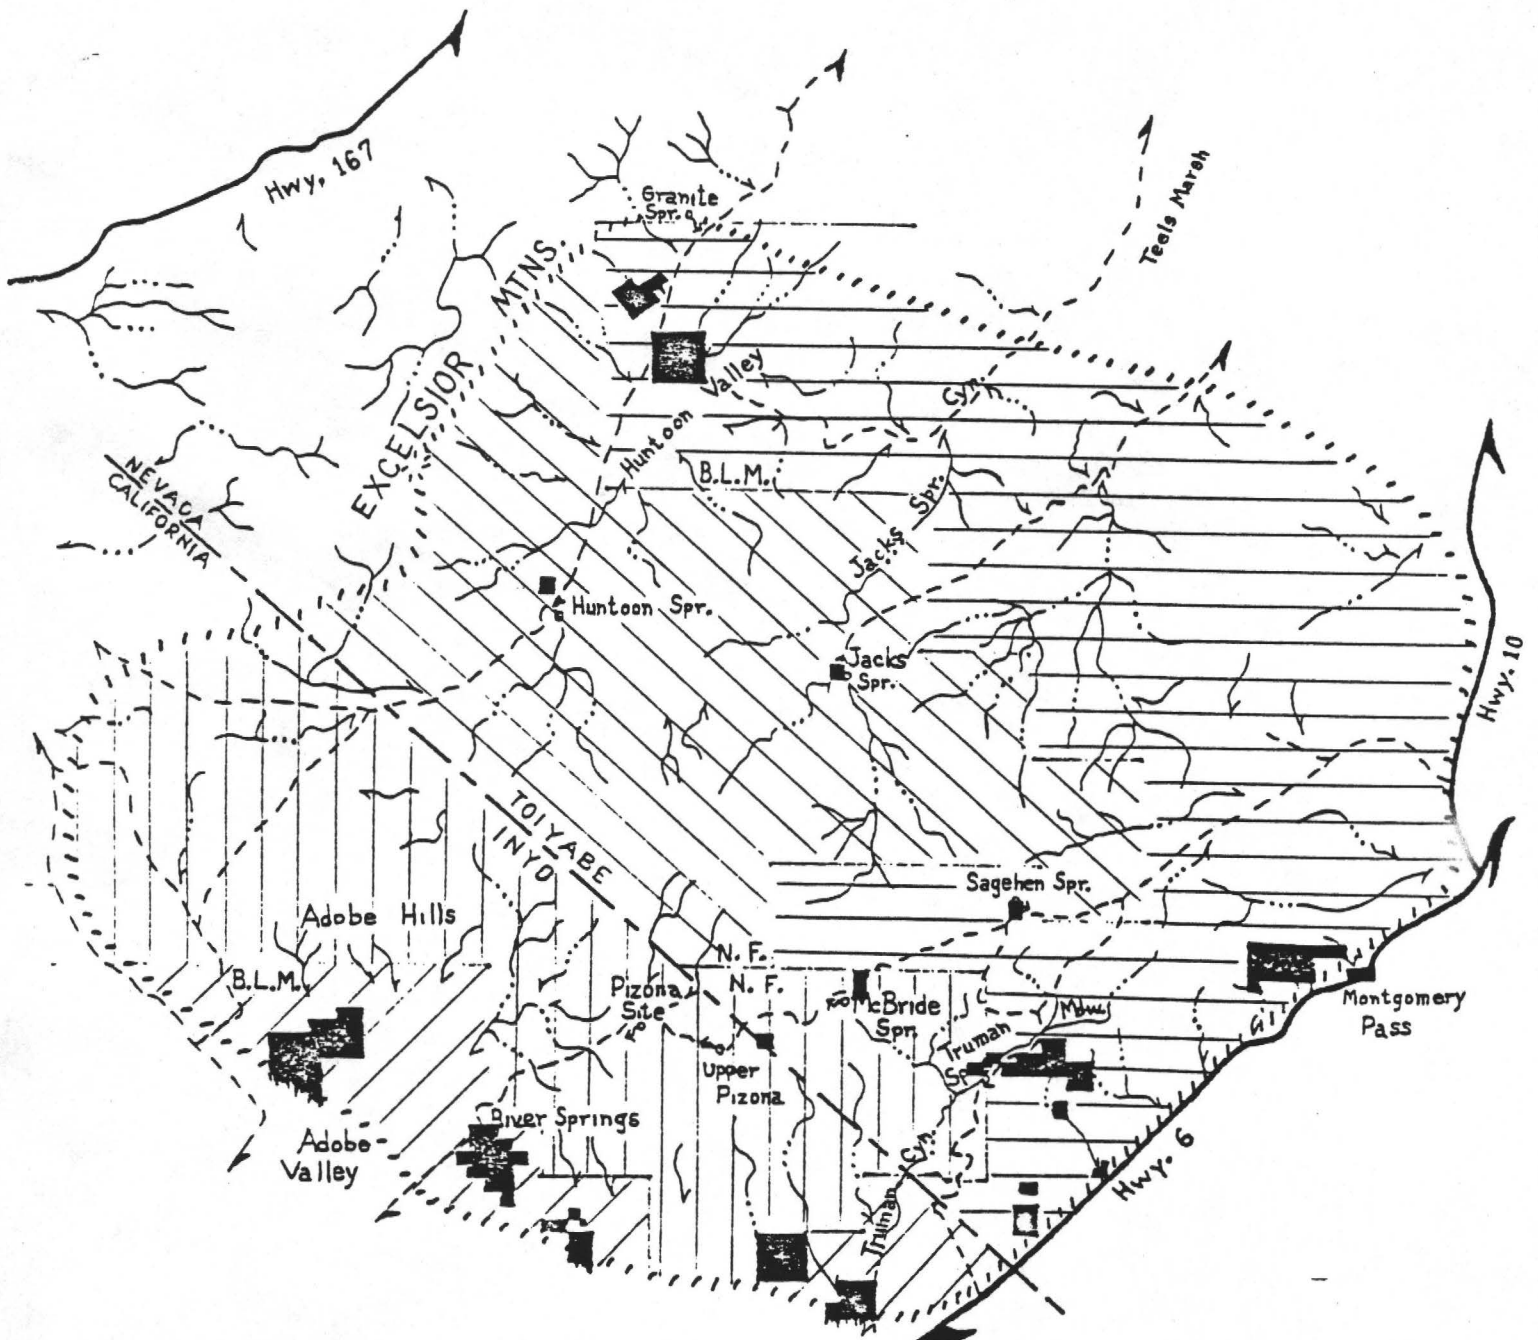 Hwy. 167
Granite
Spr.
Teels Marsh
EXCELSIOR MTNS.
Huntoon Valley
Cyn.
B.L.M.
NEVADA
CALIFORNIA
Jacks Spr.
Huntoon Spr.
Jacks
Spr.
Hwy. 10
TOIYABE
INYO
Sagehen Spr.
Adobe Hills
B.L.M.
N.F.
N.F.
Pizona
Site
McBride
Spr.
Mdw.
Montgomery
Pass
Truman
Sp
Upper
Pizona
River Springs
Adobe
Valley
Truman Cyn.
Hwy. 6